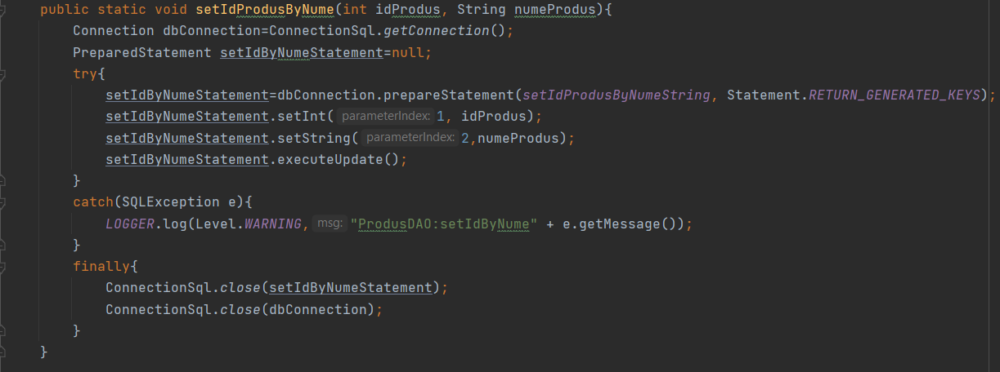 public static void setIdProdusByNume(int idProdus, String numeProdus){
Connection dbConnection=ConnectionSql.getConnection();
PreparedStatement setIdByNumeStatement=null;
try{
setIdByNumeStatement=dbConnection.prepareStatement(setIdProdusByNumeString, Statement.RETURN_GENERATED_KEYS);
setIdByNumeStatement.setInt( parameterIndex: 1, idProdus);
setIdByNumeStatement.setString( parameterIndex: 2,numeProdus);
setIdByNumeStatement.executeUpdate();
}
catch(SQLException e){
LOGGER.log(Level.WARNING, msg: "ProdusDAO:setIdByNume" + e.getMessage());
}
finally{
ConnectionSql.close(setIdByNumeStatement);
ConnectionSql.close(dbConnection);
}
}